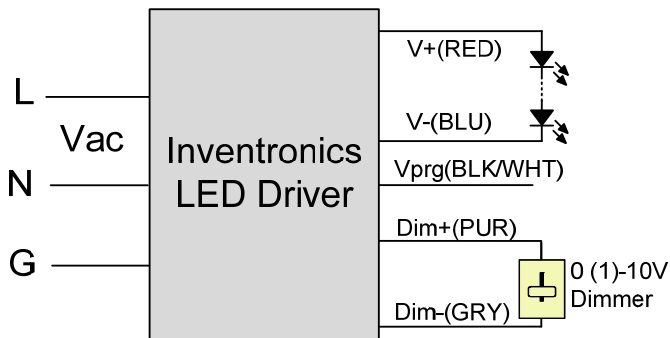 L
Vac
N
G
Inventronics
LED Driver
V+(RED)
V-(BLU)
Vprg(BLK/WHT)
Dim+(PUR)
Dim-(GRY)
0 (1)-10V
Dimmer